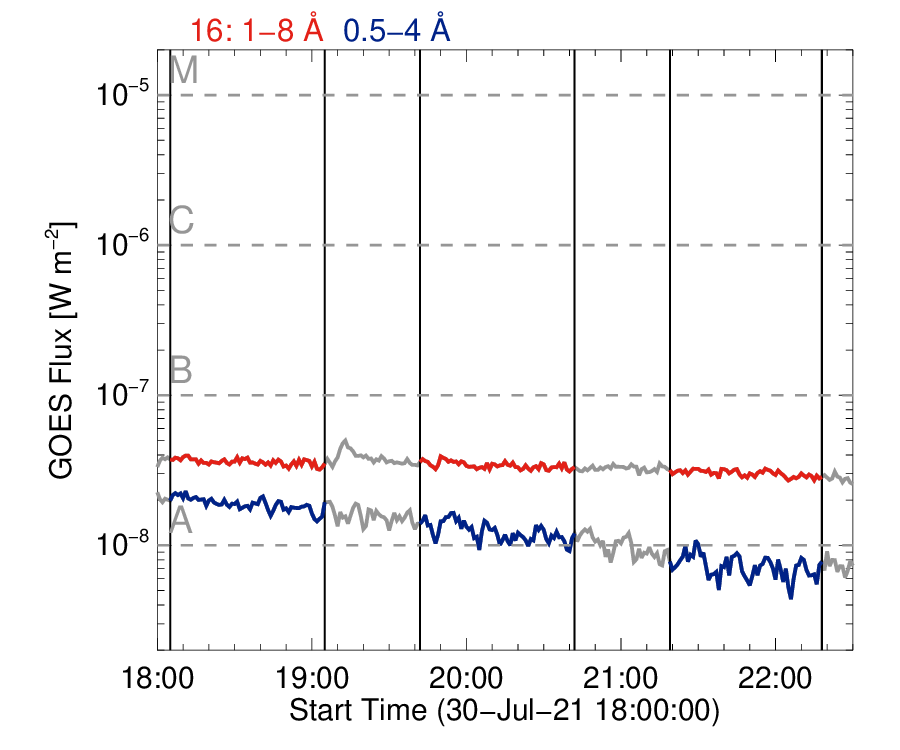 16: 1−8 Å 0.5−4 Å
M
10⁻⁵
C
10⁻⁶
B
10⁻⁷
A
10⁻⁸
GOES Flux [W m⁻²]
18:00 19:00 20:00 21:00 22:00
Start Time (30−Jul−21 18:00:00)